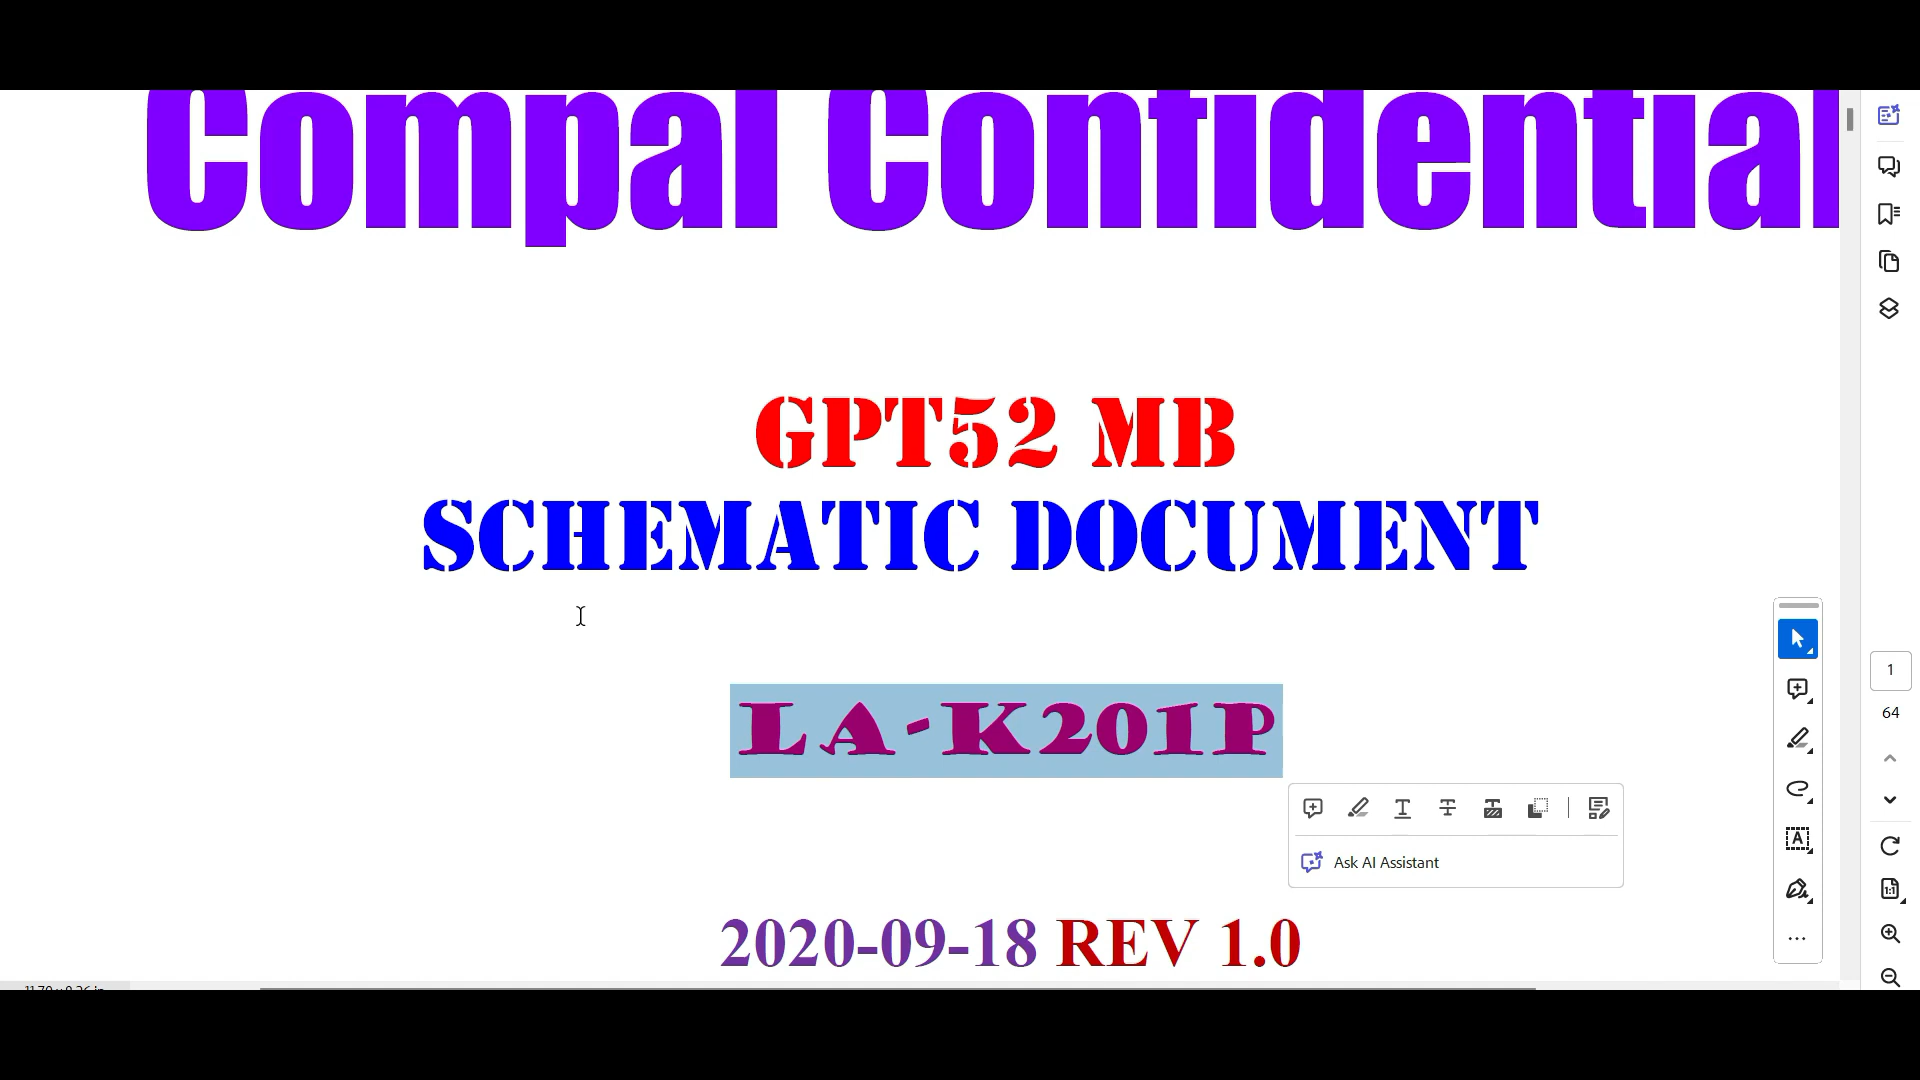 Compal Confidential
GPT52 MB
SCHEMATIC DOCUMENT
LA-K201P
Ask AI Assistant
2020-09-18 REV 1.0
1
64